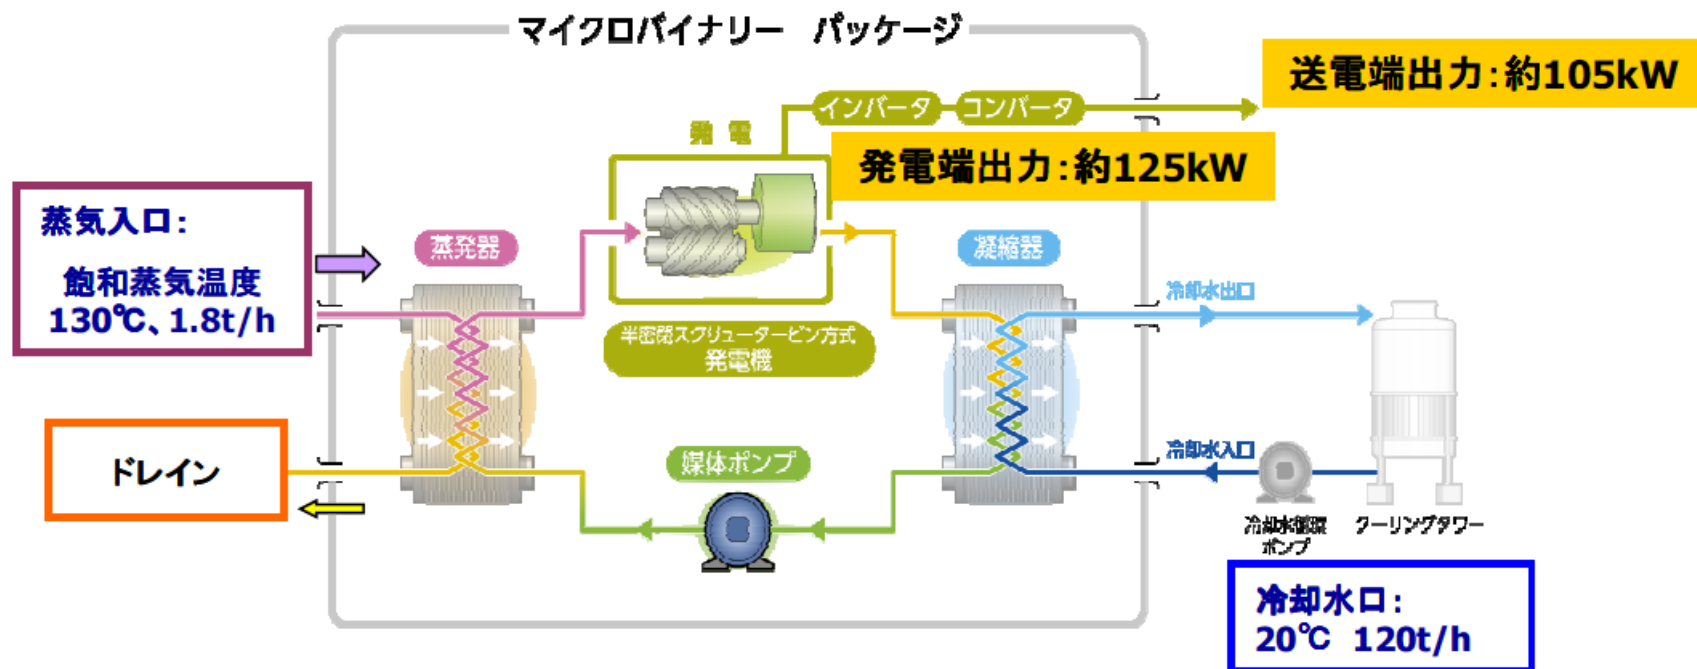 マイクロバイナリー　パッケージ
送電端出力：約105kW
インバータ
コンバータ
発 電
発電端出力：約125kW
蒸気入口：
飽和蒸気温度
130℃、1.8t/h
蒸発器
凝縮器
冷却水出口
半密閉スクリュータービン方式
発電機
媒体ポンプ
冷却水入口
ドレイン
冷却水循環
ポンプ
クーリングタワー
冷却水口：
20℃ 120t/h